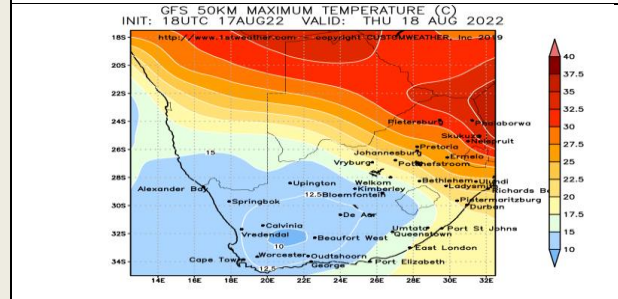 GFS 50KM MAXIMUM TEMPERATURE (C)
INIT: 18UTC 17AUG22 VALID: THU 18 AUG 2022
http://www.1stweather.com - copyright CUSTOMWEATHER, Inc 2019
18S
20S
22S
24S
26S
28S
30S
32S
34S
Pietersburg
Phalaborwa
Skukuza
Nelspruit
Pretoria
Johannesburg
Ermelo
Vryburg
Potchefstroom
15
Welkom
Bethlehem
Ulundi
Alexander Bay
Upington
Kimberley
Ladysmith
12.5
Bloemfontein
Richards B
Springbok
Pietermaritzburg
Durban
De Aar
Calvinia
Vredendal
Umtata
Port St Johns
Beaufort West
Queenstown
10
East London
Cape Town
Worcester
Oudtshoorn
12.5
George
Port Elizabeth
14E 16E 18E 20E 22E 24E 26E 28E 30E 32E
40
37.5
35
32.5
30
27.5
25
22.5
20
17.5
15
10